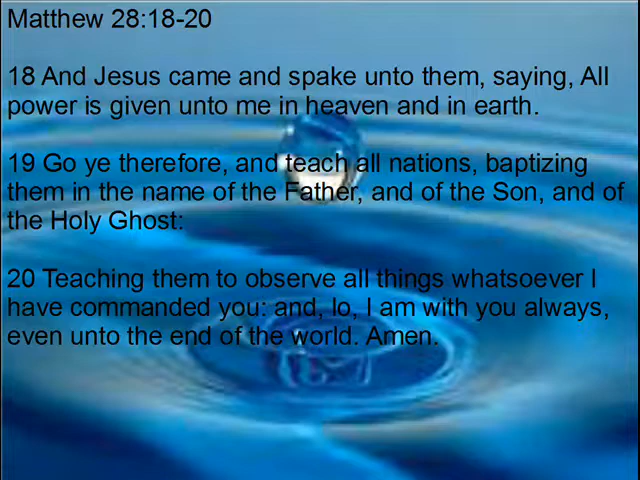 Matthew 28:18-20
18 And Jesus came and spake unto them, saying, All
power is given unto me in heaven and in earth.
19 Go ye therefore, and teach all nations, baptizing
them in the name of the Father, and of the Son, and of
the Holy Ghost:
20 Teaching them to observe all things whatsoever I
have commanded you: and, lo, I am with you always,
even unto the end of the world. Amen.